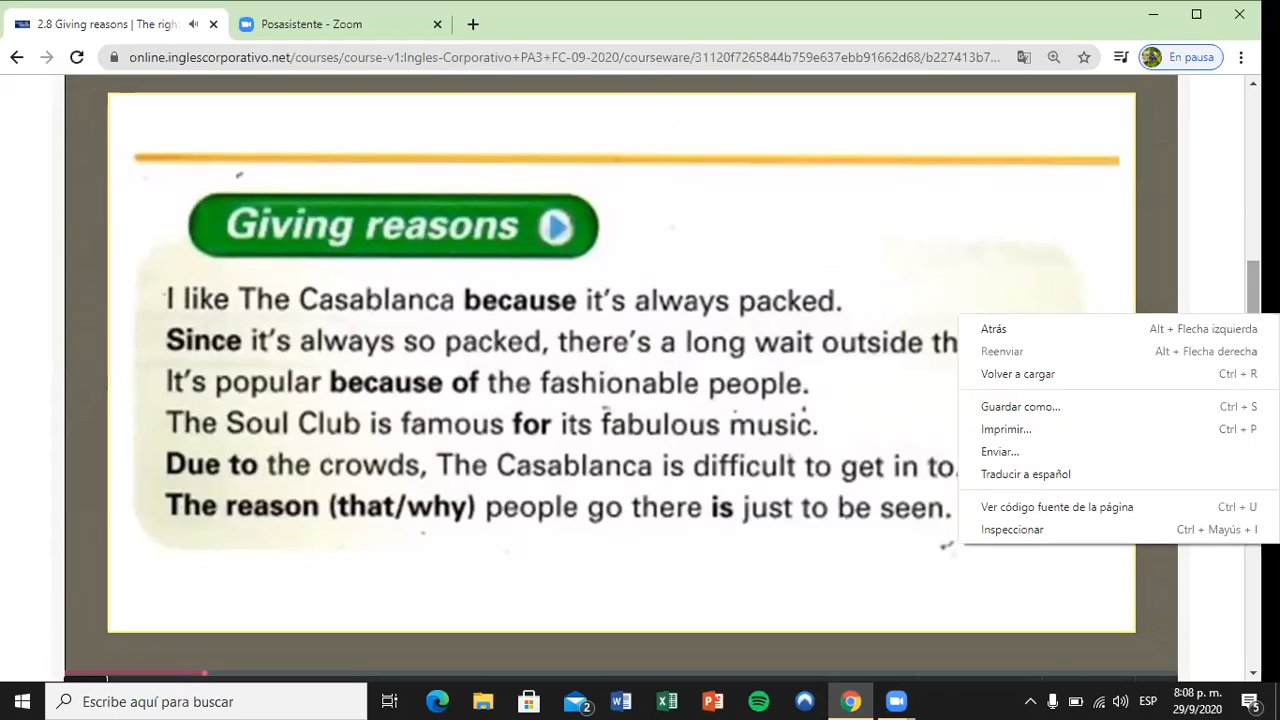 2.8 Giving reasons | The righ
Posasistente - Zoom
online.inglescorporativo.net/courses/course-v1:Ingles-Corporativo+PA3+FC-09-2020/courseware/31120f7265844b759e637ebb91662d68/b227413b7...
En pausa
Giving reasons
I like The Casablanca because it's always packed.
Since it's always so packed, there's a long wait outside th
It's popular because of the fashionable people.
The Soul Club is famous for its fabulous music.
Due to the crowds, The Casablanca is difficult to get in to.
The reason (that/why) people go there is just to be seen.
Atrás Alt + Flecha izquierda
Reenviar Alt + Flecha derecha
Volver a cargar Ctrl + R
Guardar como... Ctrl + S
Imprimir... Ctrl + P
Enviar...
Traducir a español
Ver código fuente de la página Ctrl + U
Inspeccionar Ctrl + Mayús + I
Escribe aquí para buscar
2
ESP
8:08 p. m.
29/9/2020
5